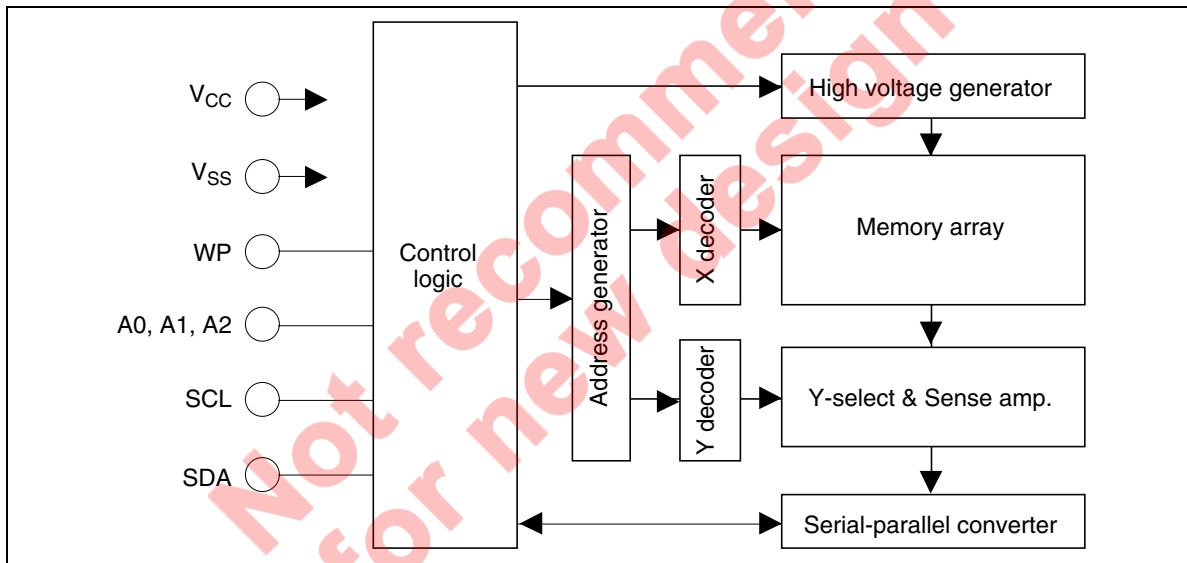 VCC
VSS
WP
A0, A1, A2
SCL
SDA
Control
logic
Address generator
X decoder
Y decoder
High voltage generator
Memory array
Y-select & Sense amp.
Serial-parallel converter
Not recommen
for new design